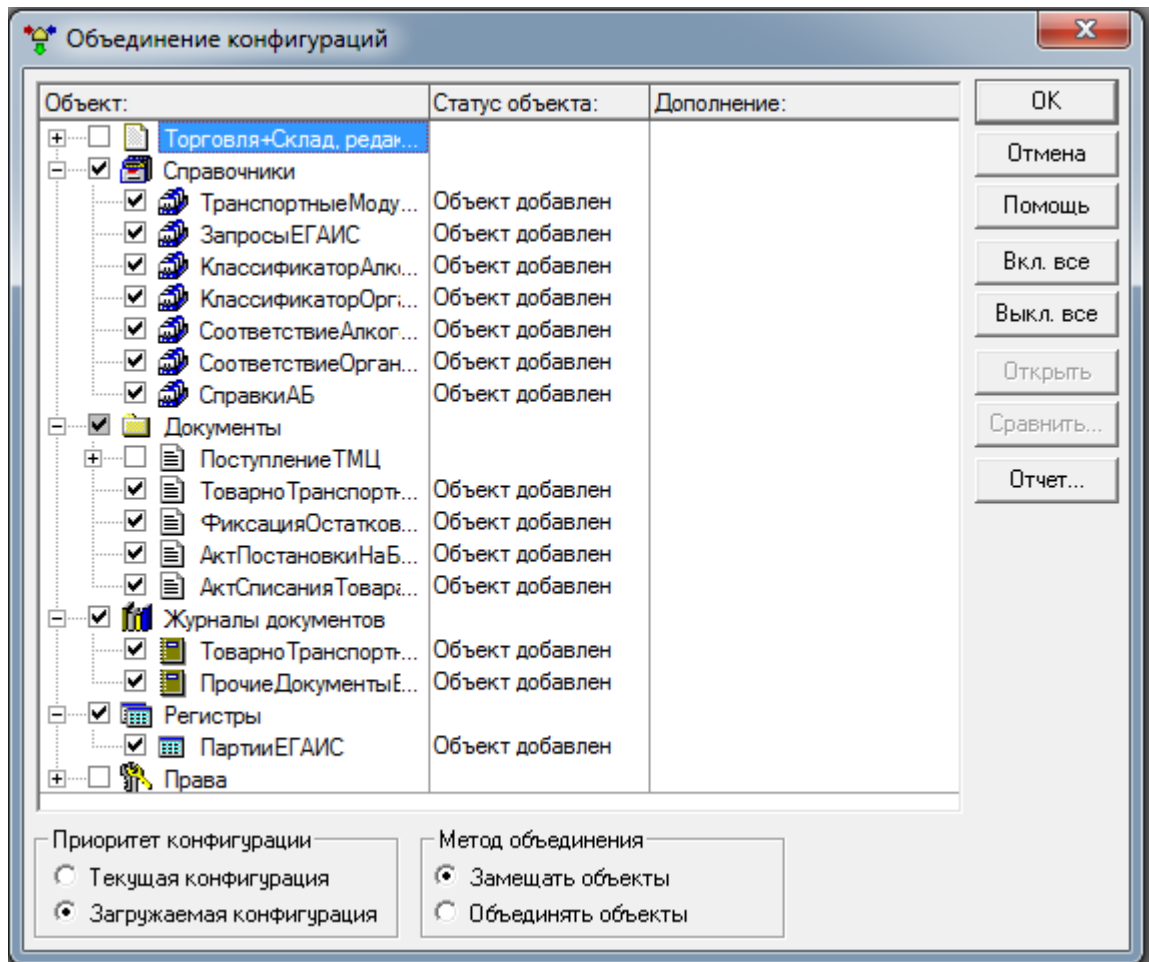 Объединение конфигураций
Объект: Статус объекта: Дополнение:
Торговля+Склад, редак...
Справочники
ТранспортныеМоду... Объект добавлен
ЗапросыЕГАИС Объект добавлен
КлассификаторАлк... Объект добавлен
КлассификаторОрга... Объект добавлен
СоответствиеАлког... Объект добавлен
СоответствиеОрган... Объект добавлен
СправкиАБ Объект добавлен
Документы
ПоступлениеТМЦ
ТоварноТранспортн... Объект добавлен
ФиксацияОстатков... Объект добавлен
АктПостановкиНаБ... Объект добавлен
АктСписанияТовара... Объект добавлен
Журналы документов
ТоварноТранспортн... Объект добавлен
ПрочиеДокументыЕ... Объект добавлен
Регистры
ПартииЕГАИС Объект добавлен
Права
OK
Отмена
Помощь
Вкл. все
Выкл. все
Открыть
Сравнить...
Отчет...
Приоритет конфигурации
Текущая конфигурация
Загружаемая конфигурация
Метод объединения
Замещать объекты
Объединять объекты